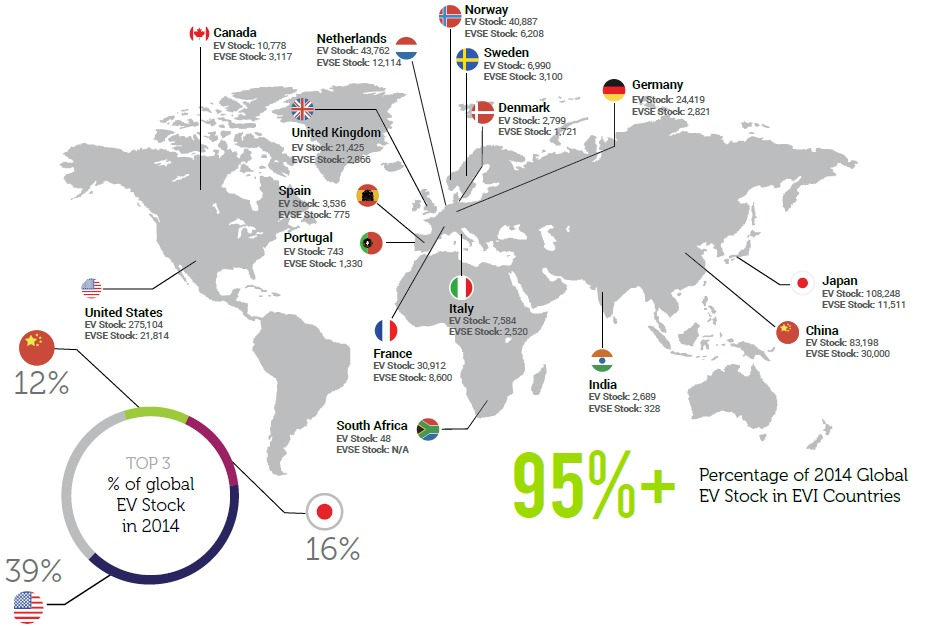 Norway
EV Stock: 40,887
EVSE Stock: 6,208
Canada
EV Stock: 10,778
EVSE Stock: 3,117
Netherlands
EV Stock: 43,762
EVSE Stock: 12,114
Sweden
EV Stock: 6,990
EVSE Stock: 3,100
Germany
EV Stock: 24,419
EVSE Stock: 2,821
Denmark
EV Stock: 2,799
EVSE Stock: 1,721
United Kingdom
EV Stock: 21,425
EVSE Stock: 2,866
Spain
EV Stock: 3,536
EVSE Stock: 775
Portugal
EV Stock: 743
EVSE Stock: 1,330
United States
EV Stock: 275,104
EVSE Stock: 21,814
Italy
EV Stock: 7,584
EVSE Stock: 2,520
Japan
EV Stock: 108,248
EVSE Stock: 11,511
China
EV Stock: 83,198
EVSE Stock: 30,000
France
EV Stock: 30,912
EVSE Stock: 8,600
India
EV Stock: 2,689
EVSE Stock: 328
South Africa
EV Stock: 48
EVSE Stock: N/A
12%
TOP 3
% of global
EV Stock
in 2014
16%
39%
95%+
Percentage of 2014 Global
EV Stock in EVI Countries